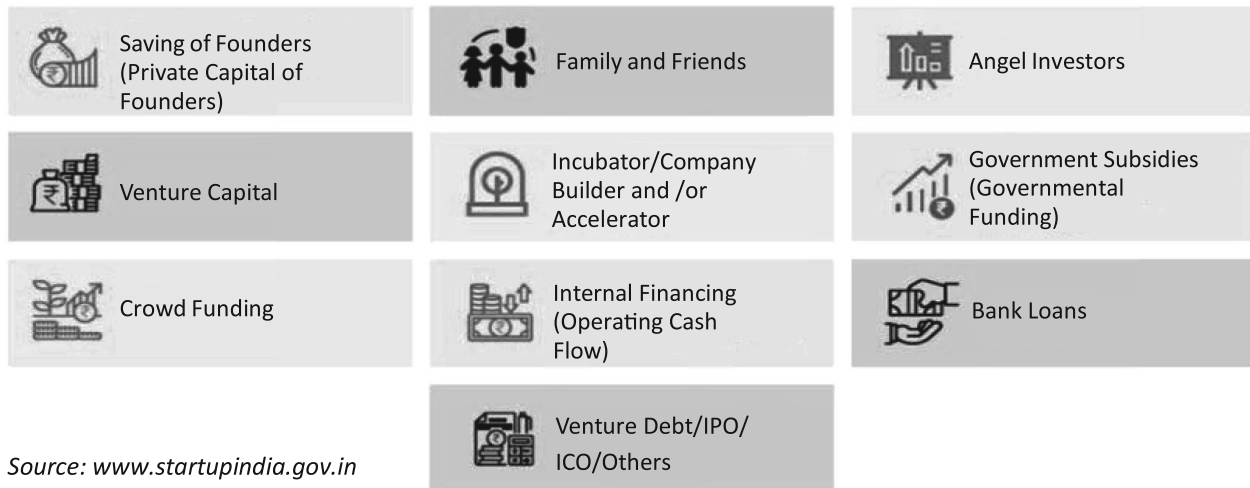 Saving of Founders
(Private Capital of
Founders)
Family and Friends
Angel Investors
Venture Capital
Incubator/Company
Builder and /or
Accelerator
Government Subsidies
(Governmental
Funding)
Crowd Funding
Internal Financing
(Operating Cash
Flow)
Bank Loans
Venture Debt/IPO/
ICO/Others
Source: www.startupindia.gov.in